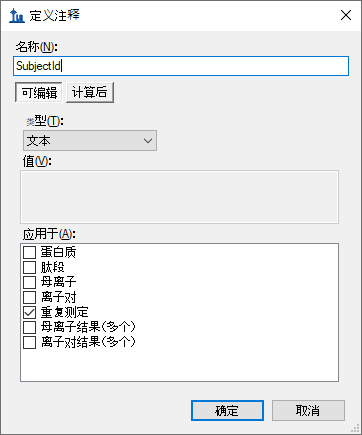 定义注释
名称(N):
SubjectId
可编辑 计算后
类型(T):
文本
值(V):
应用于(A):
蛋白质
肽段
母离子
离子对
重复测定
母离子结果(多个)
离子对结果(多个)
确定 取消